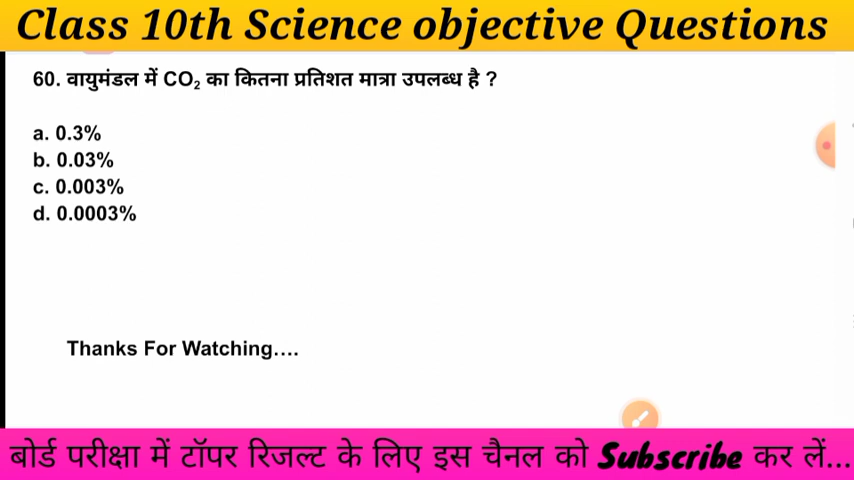 Class 10th Science objective Questions
60. वायुमंडल में CO₂ का कितना प्रतिशत मात्रा उपलब्ध है ?
a. 0.3%
b. 0.03%
c. 0.003%
d. 0.0003%
Thanks For Watching....
बोर्ड परीक्षा में टॉपर रिजल्ट के लिए इस चैनल को Subscribe कर लें...